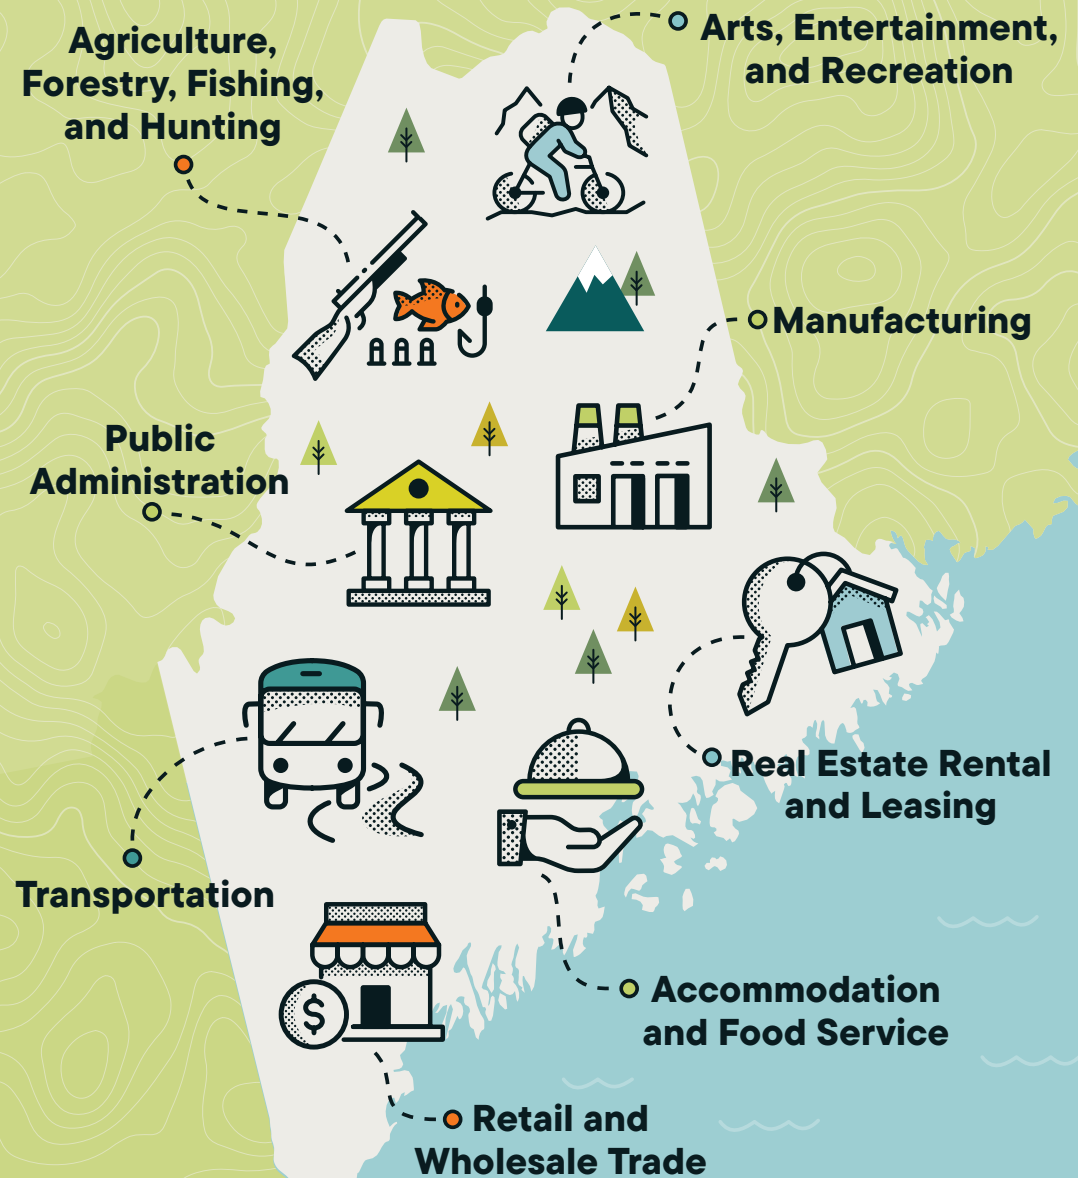 Agriculture,
Forestry, Fishing,
and Hunting
Arts, Entertainment,
and Recreation
Manufacturing
Public
Administration
Real Estate Rental
and Leasing
Transportation
$
Accommodation
and Food Service
Retail and
Wholesale Trade